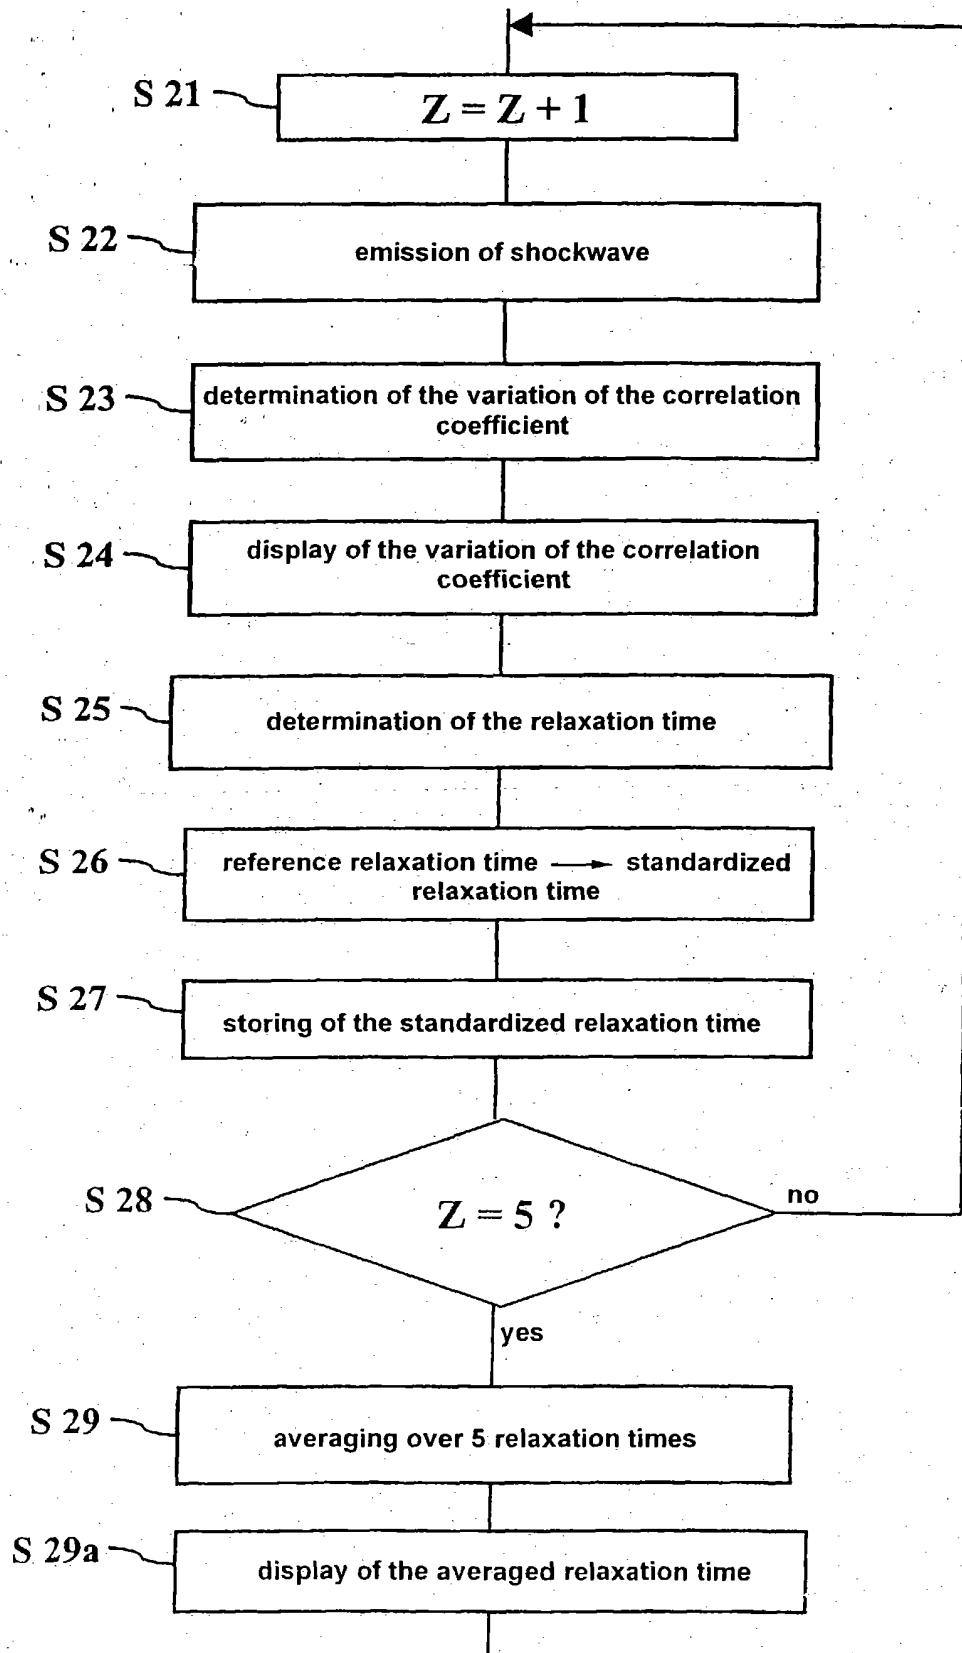 S 21
Z = Z + 1
S 22
emission of shockwave
S 23
determination of the variation of the correlation
coefficient
S 24
display of the variation of the correlation
coefficient
S 25
determination of the relaxation time
S 26
reference relaxation time → standardized
relaxation time
S 27
storing of the standardized relaxation time
S 28
Z = 5 ?
no
yes
S 29
averaging over 5 relaxation times
S 29a
display of the averaged relaxation time